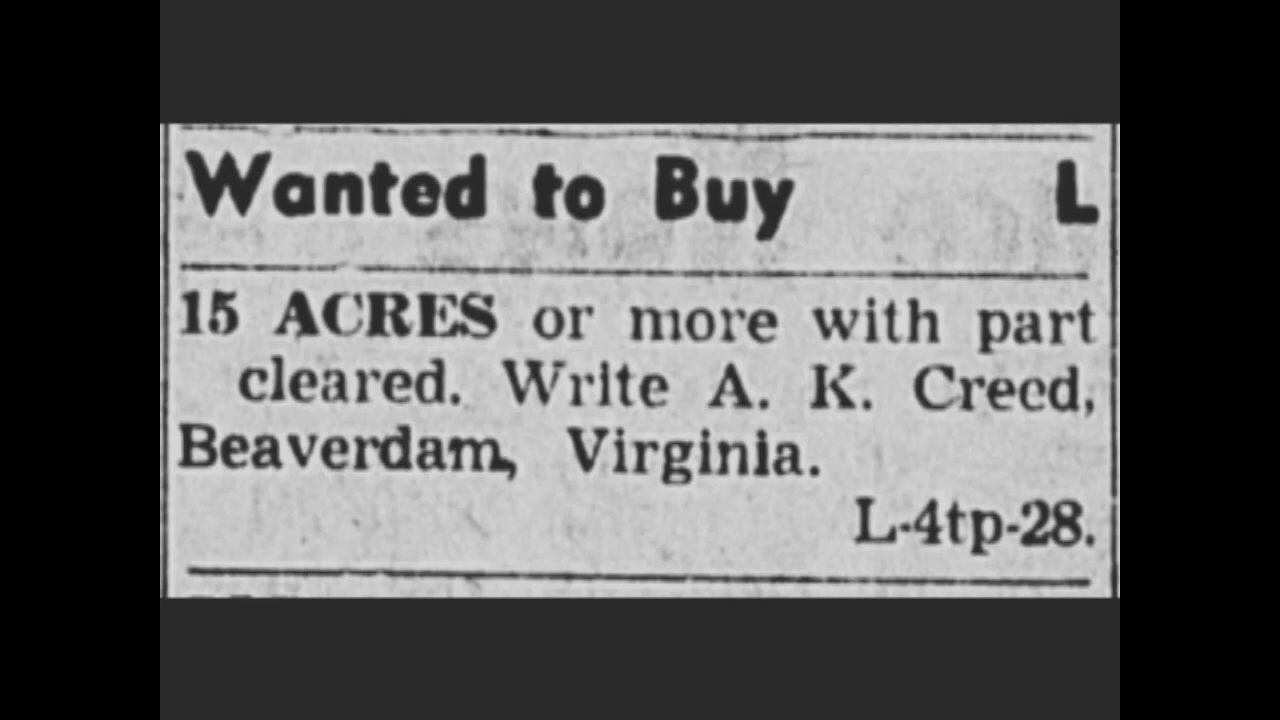 Wanted to Buy L
15 ACRES or more with part
cleared. Write A. K. Creed,
Beaverdam, Virginia.
L-4tp-28.